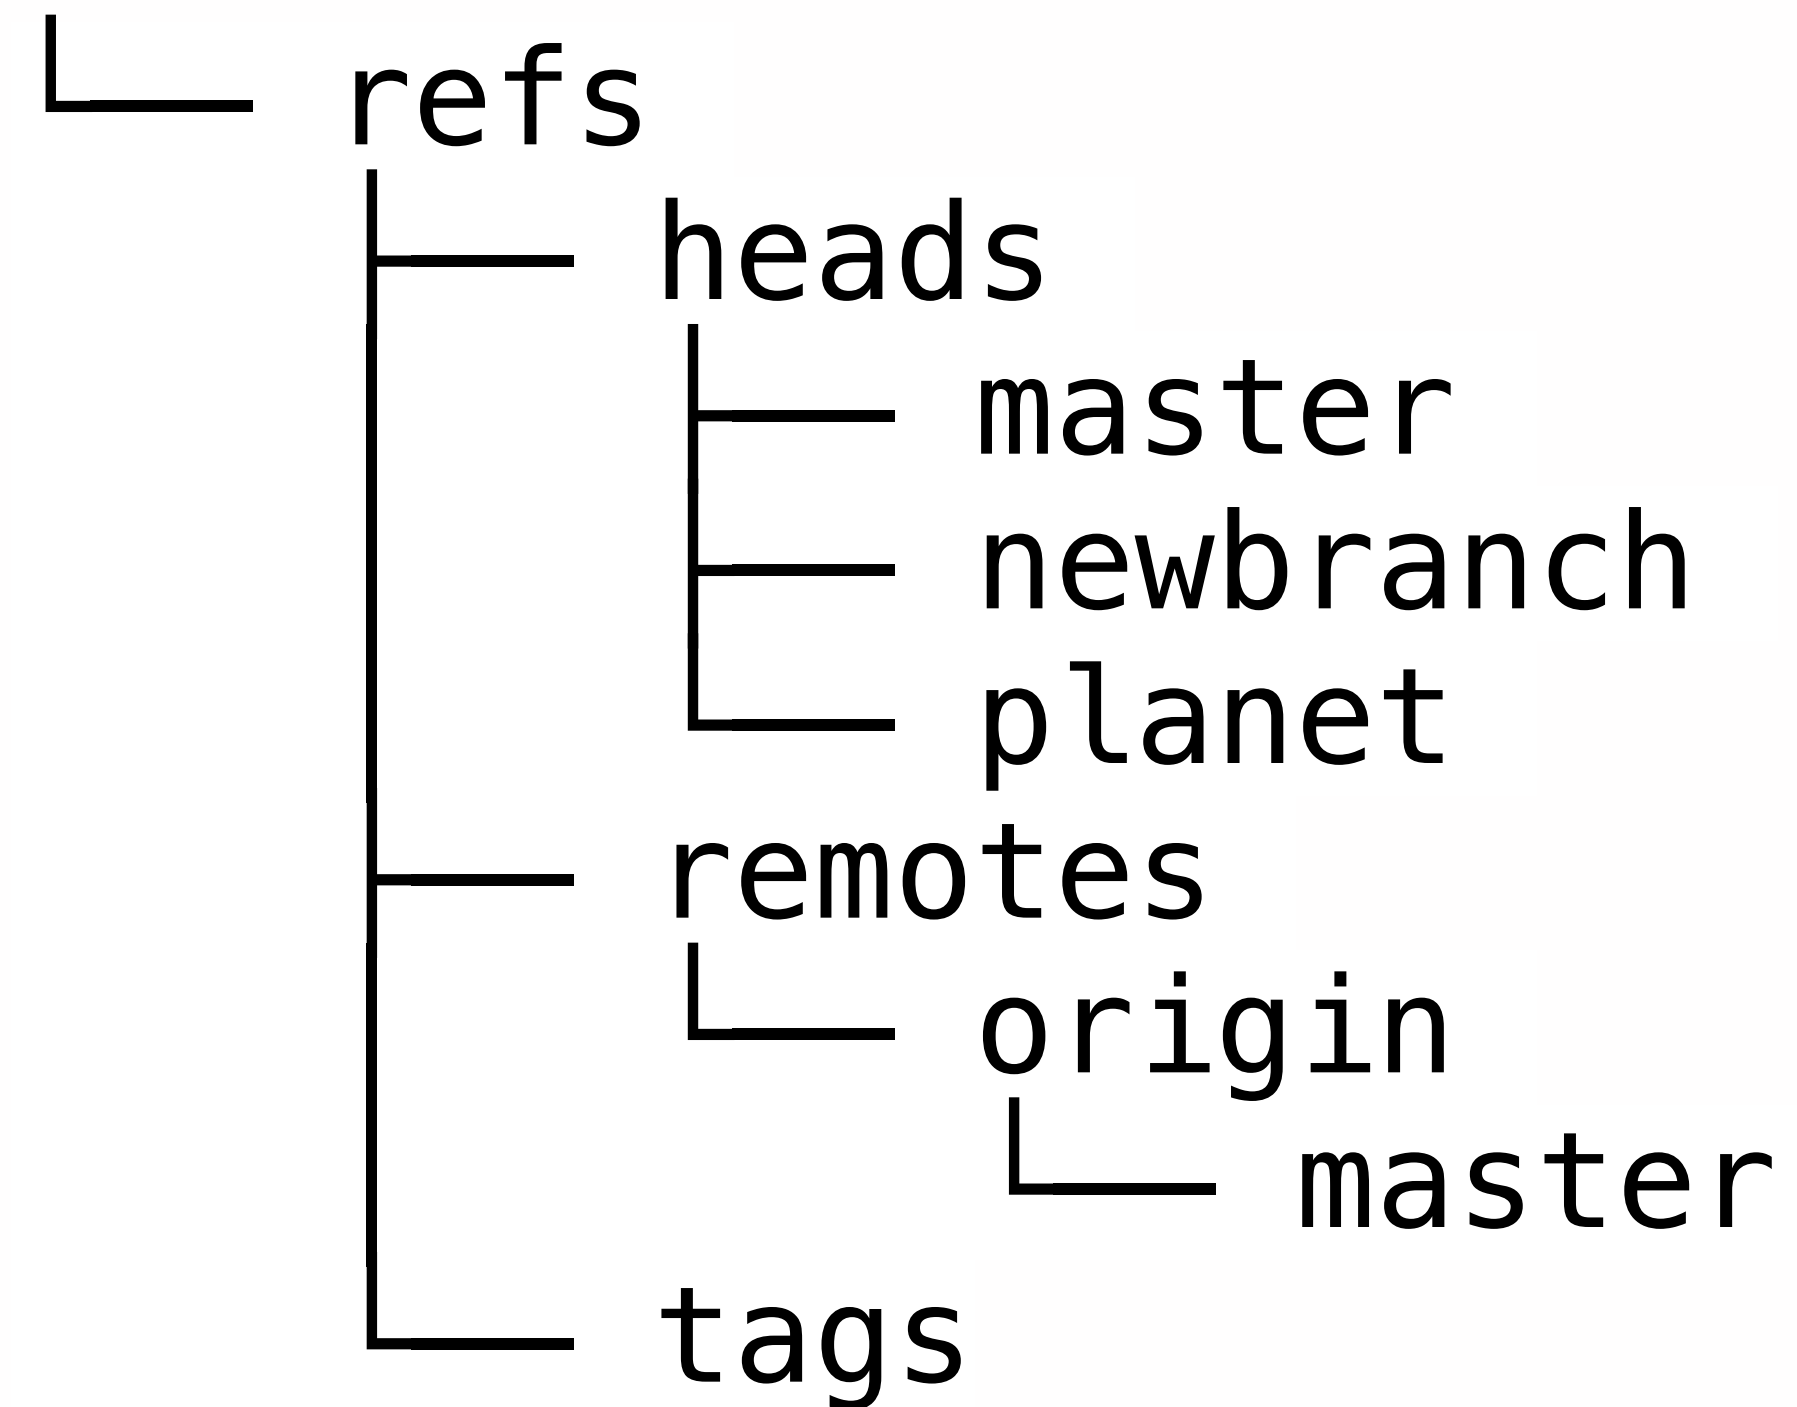 refs
heads
master
newbranch
planet
remotes
origin
master
tags